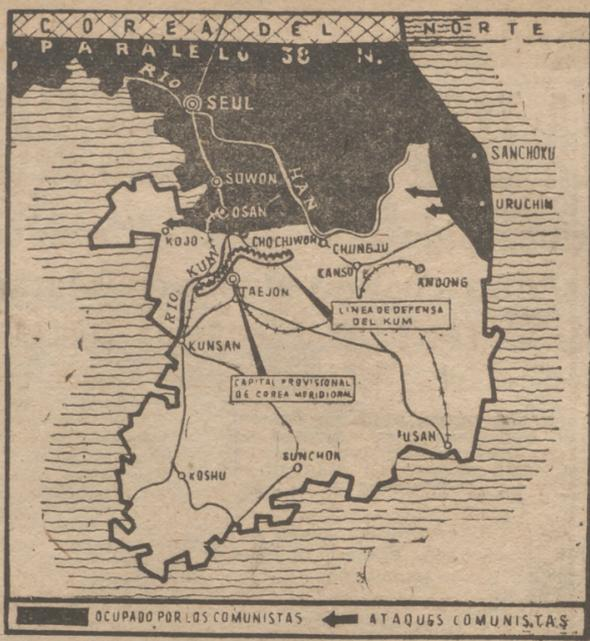 COREA DEL NORTE
PARALELO 38 N.
RIO
SEUL
SANCHOKU
SUWON
HAN
URUCHIN
OSAN
KOJO
CHOCHIWON
CHUNGJU
KUM
KANSO
ANDONG
TAEJON
RIO
LINEA DE DEFENSA
DEL KUM
KUNSAN
CAPITAL PROVISIONAL
DE COREA MERIDIONAL
FUSAN
SUNCHON
KOSHU
OCUPADO POR LOS COMUNISTAS
ATAQUES COMUNISTAS